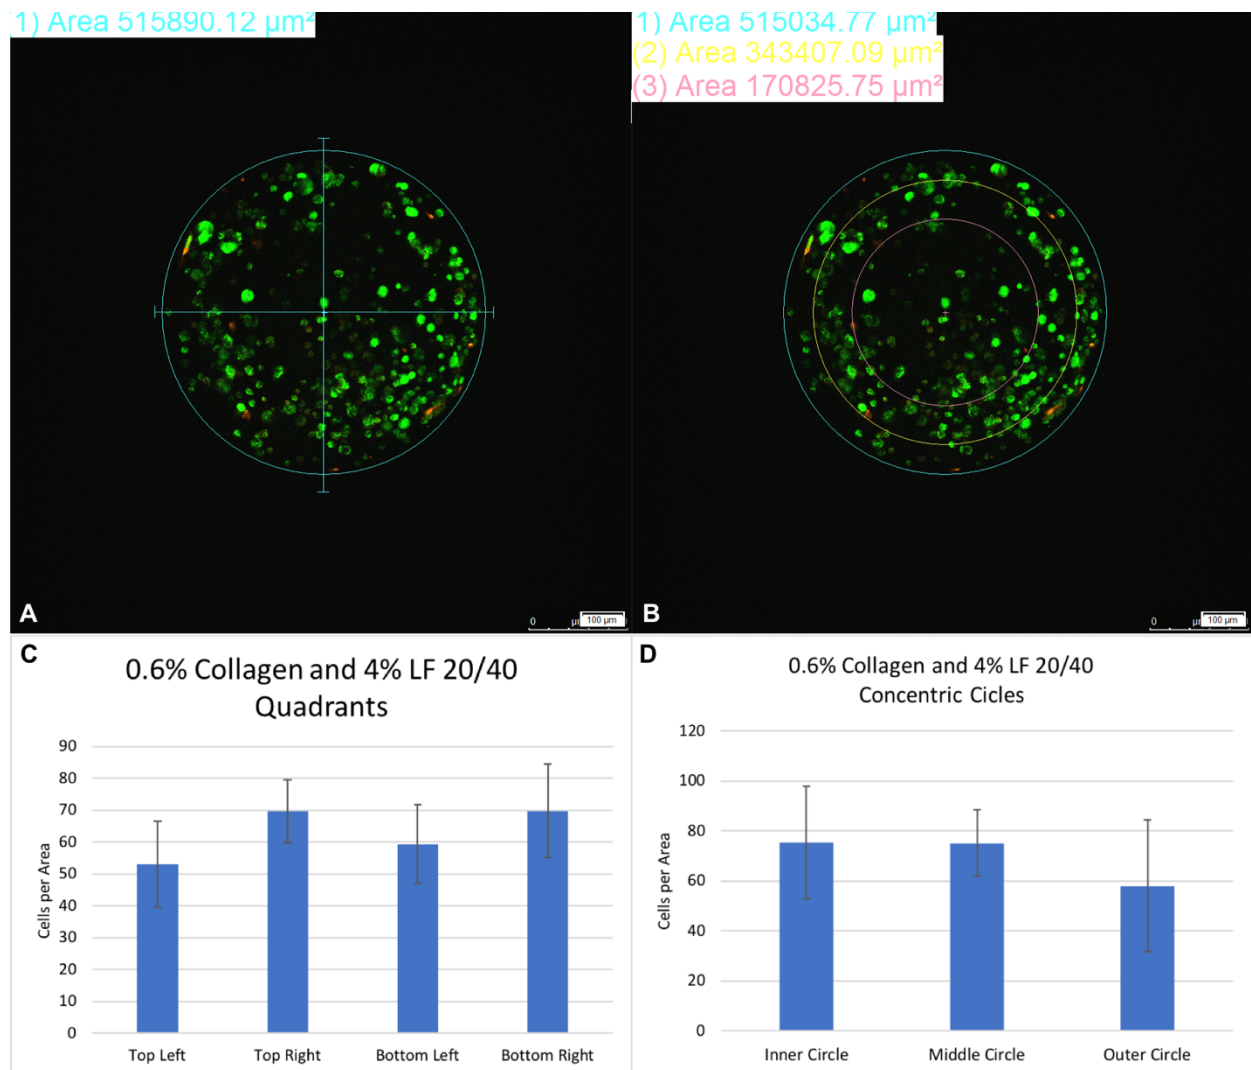 1) Area 515890.12 µm²
1) Area 515034.77 µm²
(2) Area 343407.09 µm²
(3) Area 170825.75 µm²
A
0
100 µm
B
0
100 µm
C
0.6% Collagen and 4% LF 20/40
Quadrants
Cells per Area
90
80
70
60
50
40
30
20
10
0
Top Left
Top Right
Bottom Left
Bottom Right
D
0.6% Collagen and 4% LF 20/40
Concentric Cicles
Cells per Area
120
100
80
60
40
20
0
Inner Circle
Middle Circle
Outer Circle